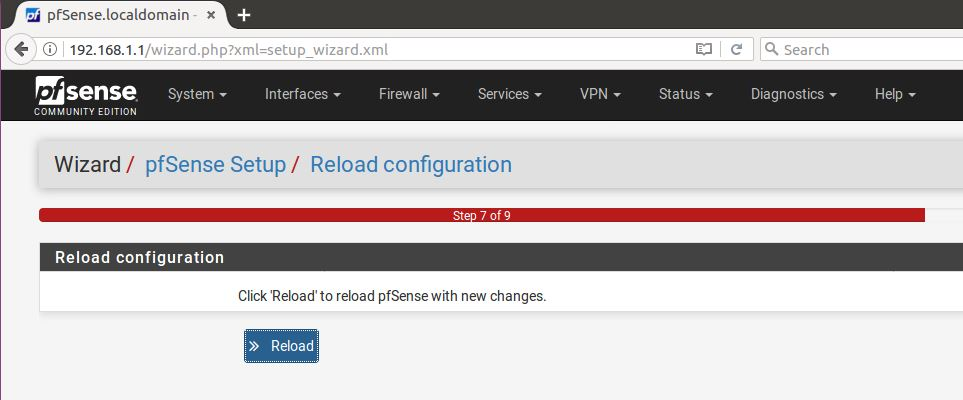 pfSense.localdomain -
192.168.1.1/wizard.php?xml=setup_wizard.xml
Search
pfsense
COMMUNITY EDITION
System Interfaces Firewall Services VPN Status Diagnostics Help
Wizard / pfSense Setup / Reload configuration
Step 7 of 9
Reload configuration
Click 'Reload' to reload pfSense with new changes.
Reload